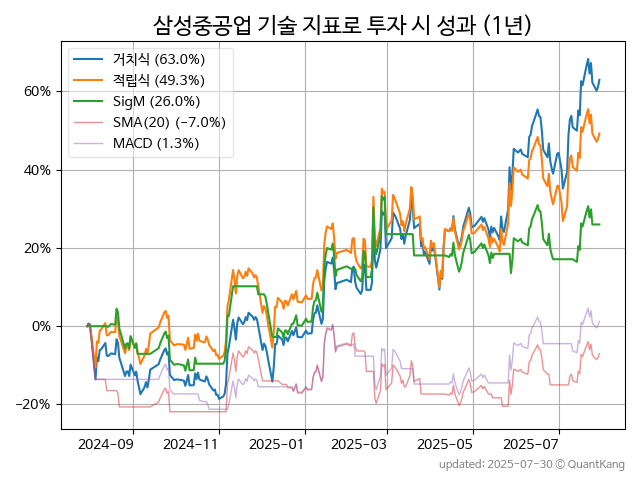 삼성중공업 기술 지표로 투자 시 성과 (1년)
거치식 (63.0%)
적립식 (49.3%)
SigM (26.0%)
SMA(20) (−7.0%)
MACD (1.3%)
60%
40%
20%
0%
−20%
2024-09 2024-11 2025-01 2025-03 2025-05 2025-07
updated: 2025-07-30 © QuantKang